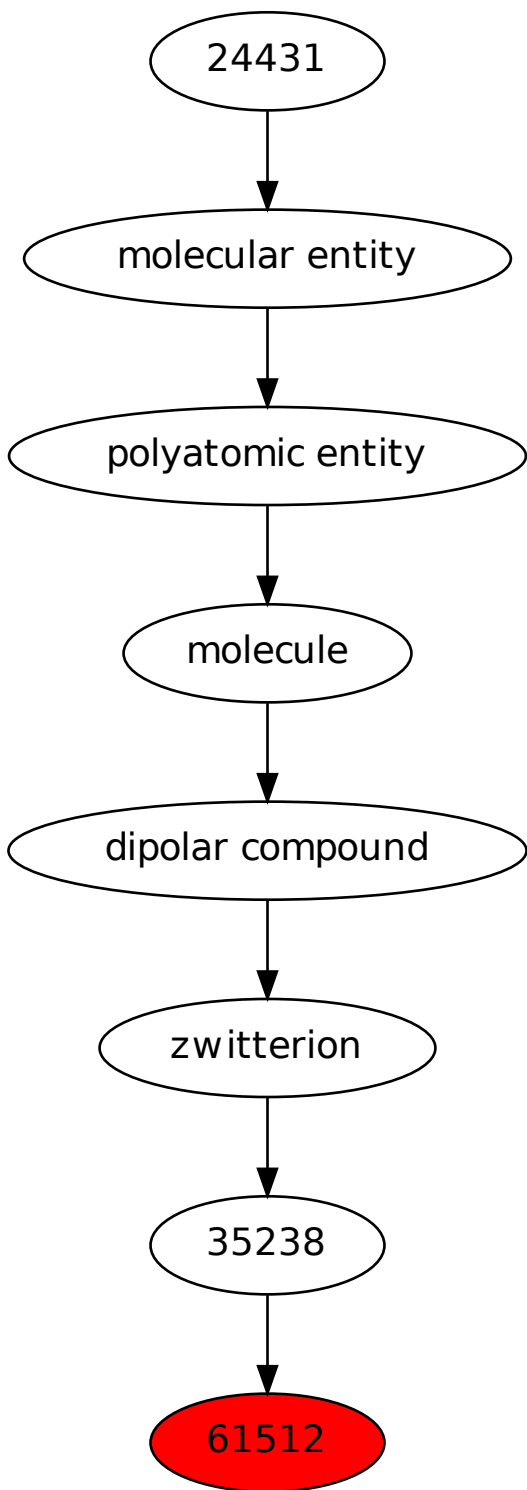 24431
molecular entity
polyatomic entity
molecule
dipolar compound
zwitterion
35238
61512